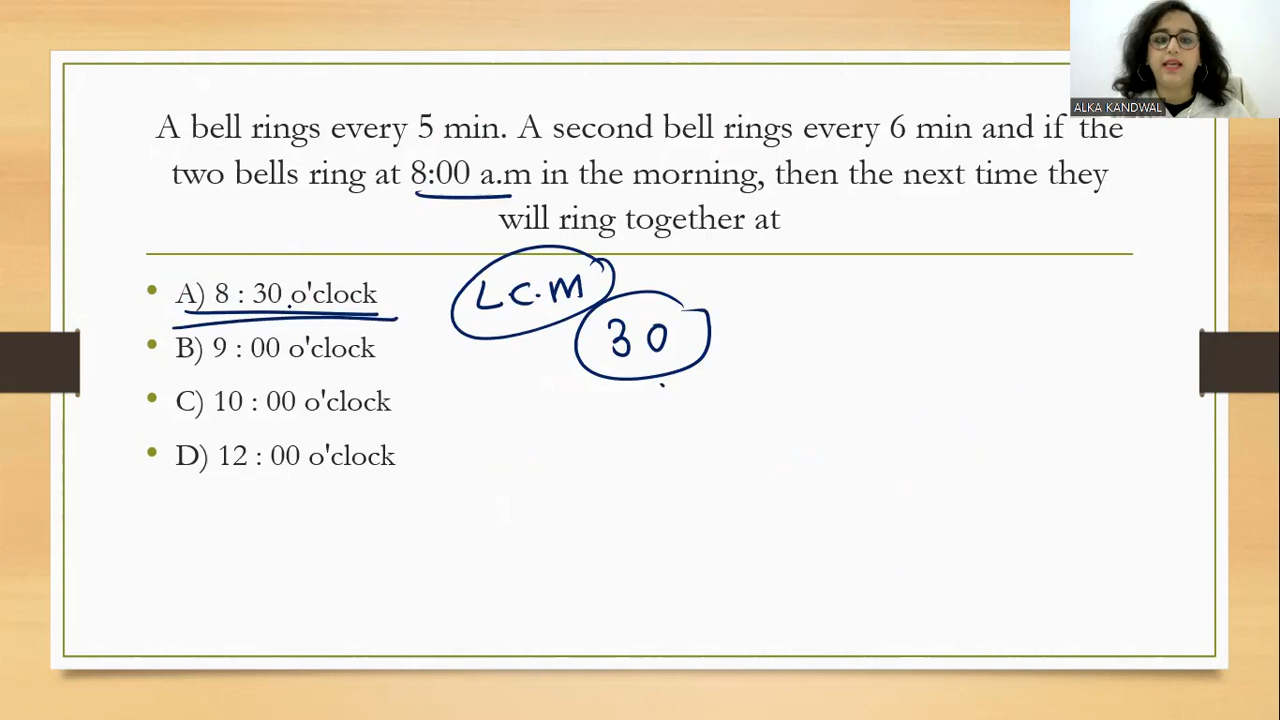 ALKA KANDWAL
A bell rings every 5 min. A second bell rings every 6 min and if the
two bells ring at 8:00 a.m in the morning, then the next time they
will ring together at
• A) 8 : 30 o'clock
L C.M
30
• B) 9 : 00 o'clock
• C) 10 : 00 o'clock
• D) 12 : 00 o'clock